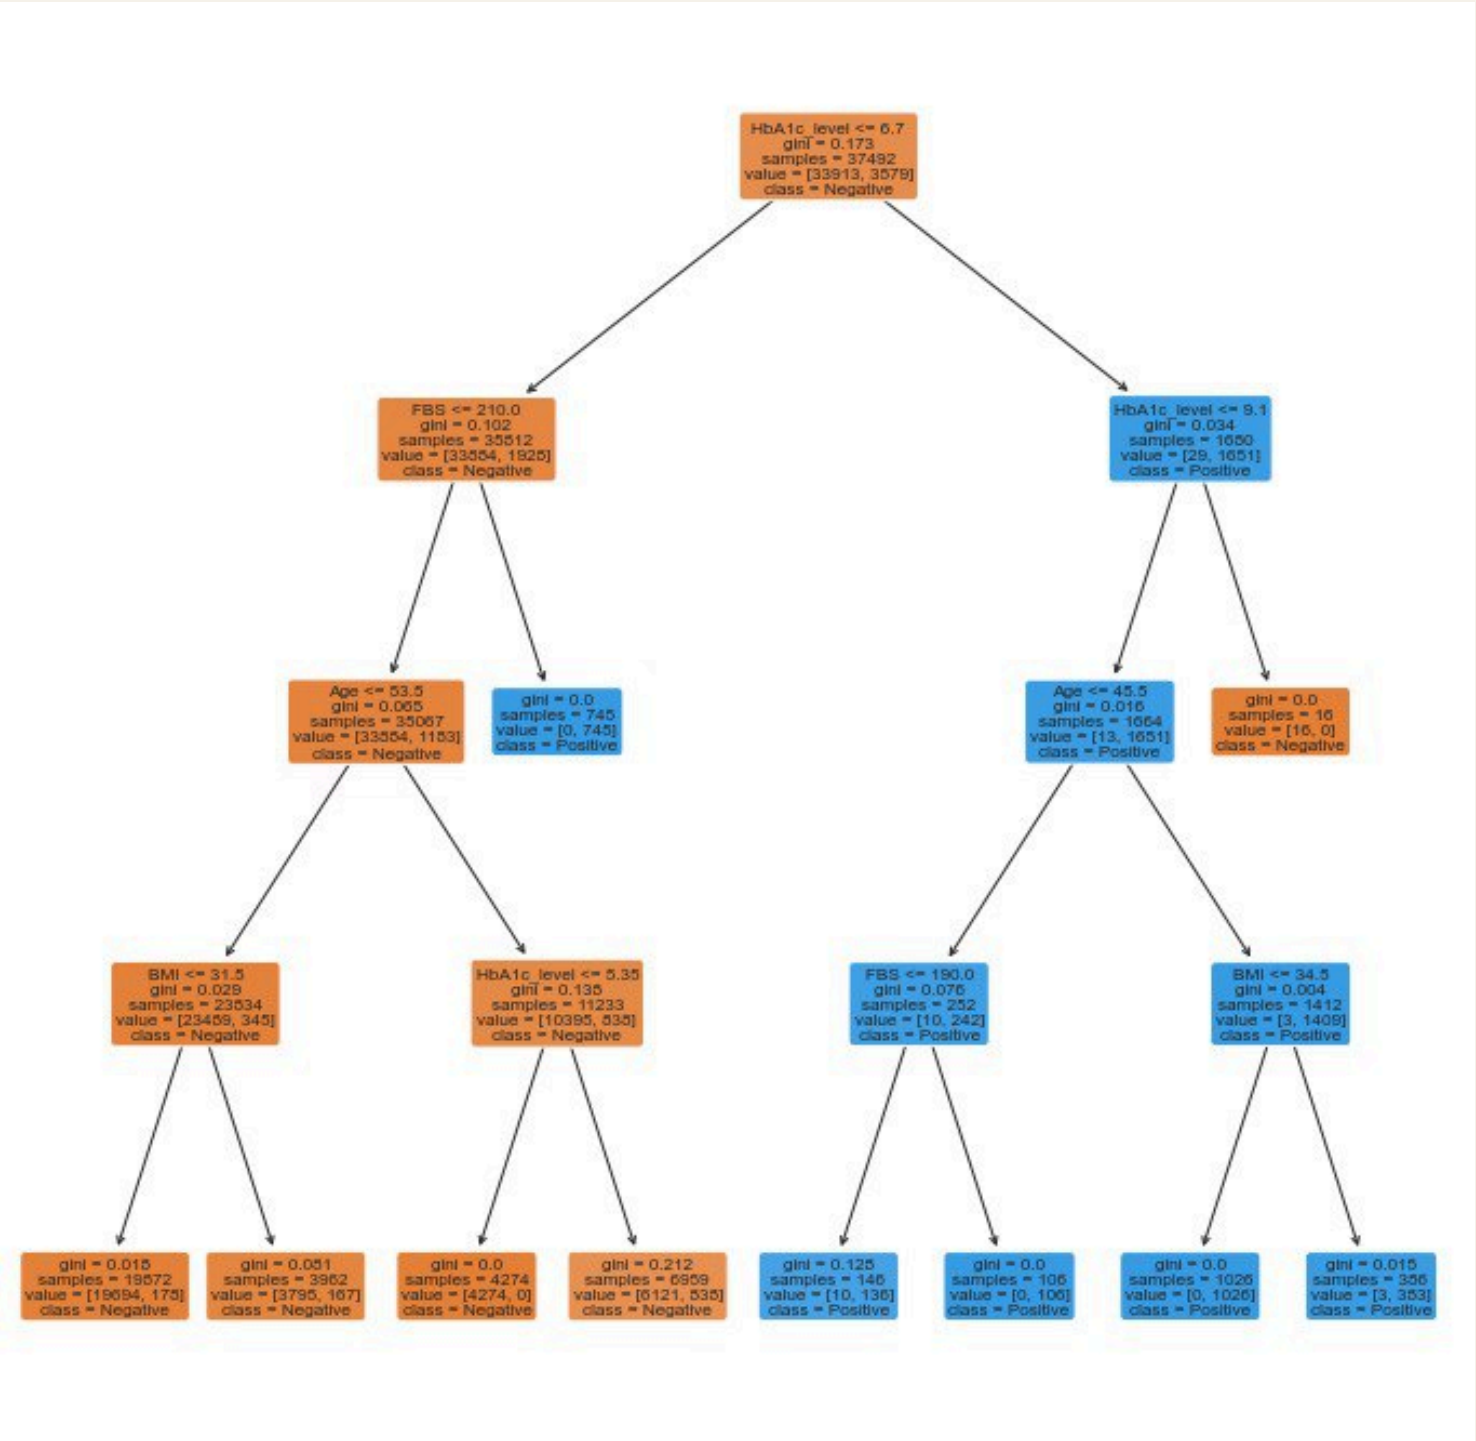 HbA1c_level <= 6.7
gini = 0.173
samples = 37492
value = [33913, 3579]
class = Negative
FBS <= 210.0
gini = 0.102
samples = 35812
value = [33884, 1928]
class = Negative
HbA1c_level <= 9.1
gini = 0.034
samples = 1680
value = [29, 1651]
class = Positive
Age <= 53.5
gini = 0.065
samples = 35067
value = [33884, 1183]
class = Negative
gini = 0.0
samples = 745
value = [0, 745]
class = Positive
Age <= 45.5
gini = 0.016
samples = 1664
value = [13, 1651]
class = Positive
gini = 0.0
samples = 16
value = [16, 0]
class = Negative
BMI <= 31.5
gini = 0.029
samples = 23834
value = [23489, 345]
class = Negative
HbA1c_level <= 5.35
gini = 0.138
samples = 11233
value = [10395, 838]
class = Negative
FBS <= 190.0
gini = 0.076
samples = 252
value = [10, 242]
class = Positive
BMI <= 34.5
gini = 0.004
samples = 1412
value = [3, 1409]
class = Positive
gini = 0.018
samples = 19872
value = [19694, 178]
class = Negative
gini = 0.081
samples = 3962
value = [3795, 167]
class = Negative
gini = 0.0
samples = 4274
value = [4274, 0]
class = Negative
gini = 0.212
samples = 6959
value = [6121, 838]
class = Negative
gini = 0.128
samples = 146
value = [10, 136]
class = Positive
gini = 0.0
samples = 106
value = [0, 106]
class = Positive
gini = 0.0
samples = 1026
value = [0, 1026]
class = Positive
gini = 0.015
samples = 386
value = [3, 383]
class = Positive